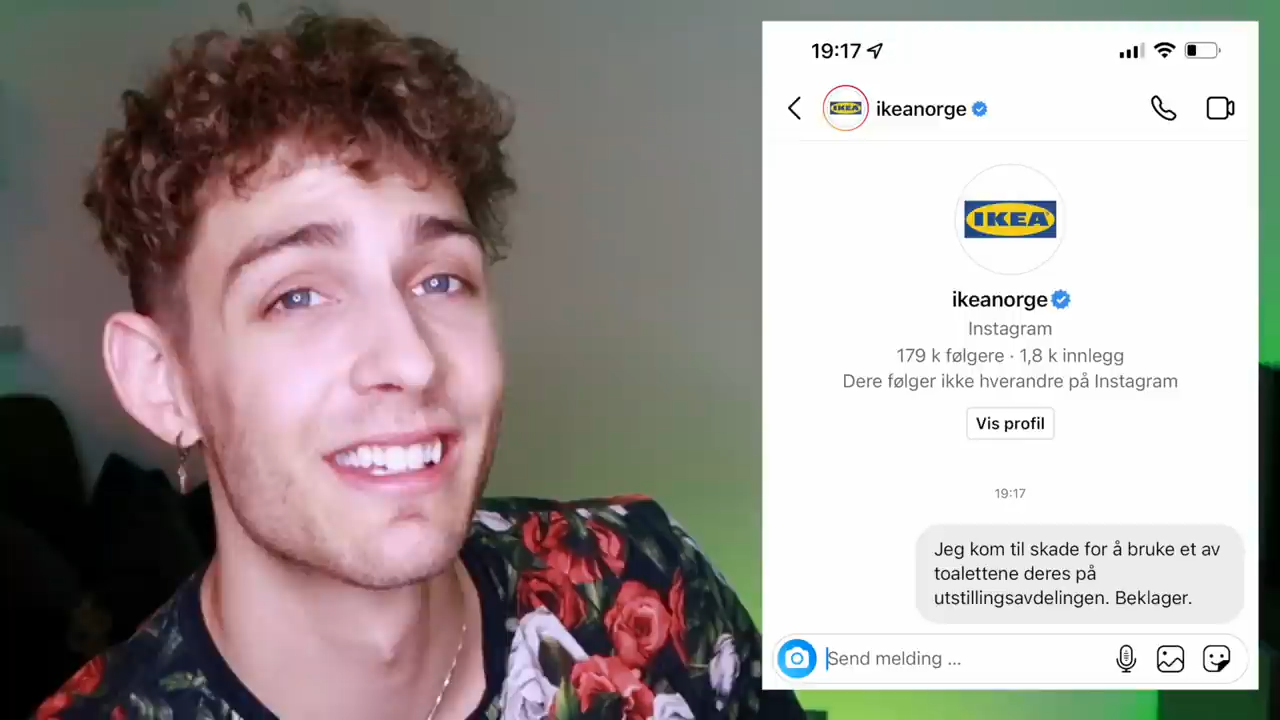 19:17
ikeanorge
IKEA
IKEA
ikeanorge
Instagram
179 k følgere · 1,8 k innlegg
Dere følger ikke hverandre på Instagram
Vis profil
19:17
Jeg kom til skade for å bruke et av
toalettene deres på
utstillingsavdelingen. Beklager.
Send melding ...